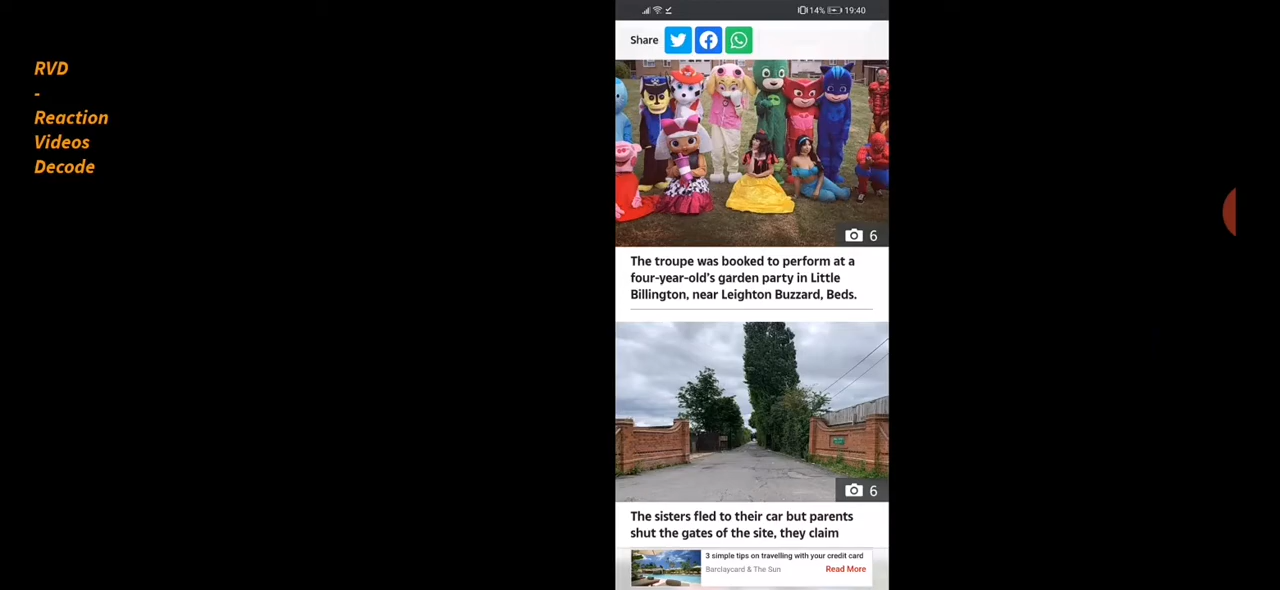 RVD
-
Reaction
Videos
Decode
14% 19:40
Share
6
The troupe was booked to perform at a
four-year-old's garden party in Little
Billington, near Leighton Buzzard, Beds.
6
The sisters fled to their car but parents
shut the gates of the site, they claim
3 simple tips on travelling with your credit card
Barclaycard & The Sun
Read More